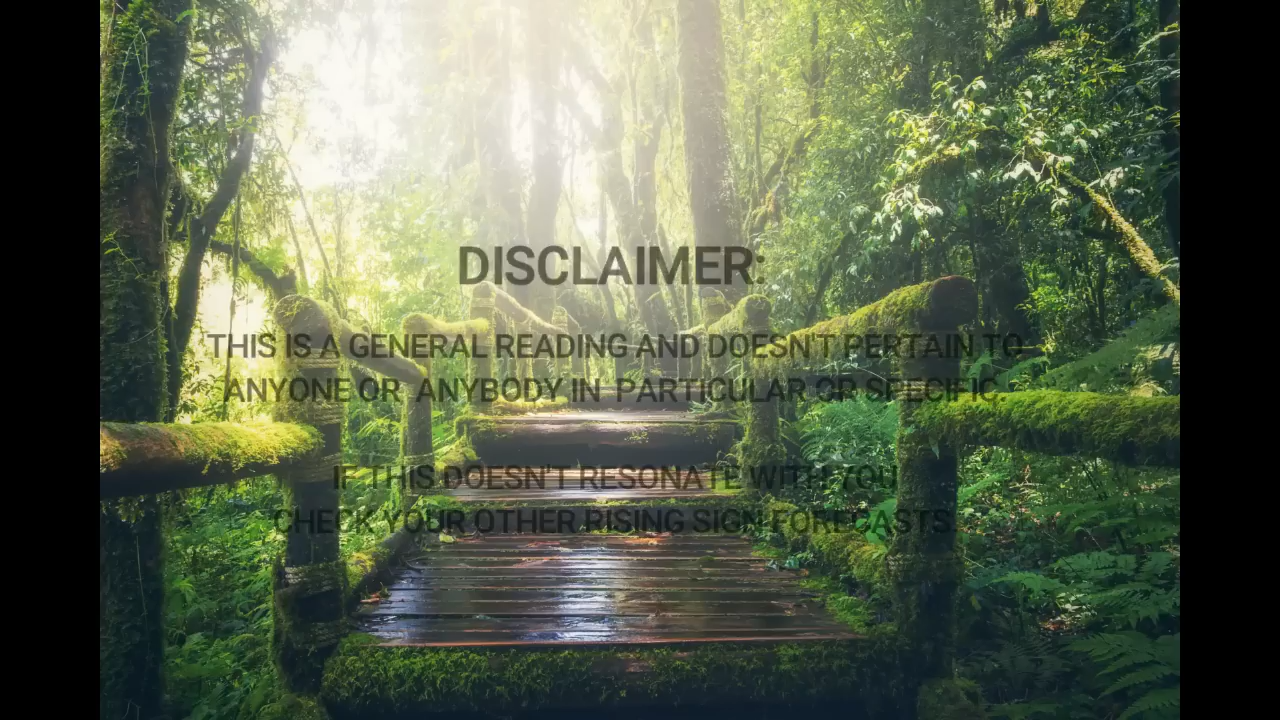 DISCLAIMER:
THIS IS A GENERAL READING AND DOESN'T PERTAIN TO
ANYONE OR ANYBODY IN PARTICULAR OR SPECIFIC.
IF THIS DOESN'T RESONATE WITH YOU
CHECK YOUR OTHER RISING SIGN FORECASTS.